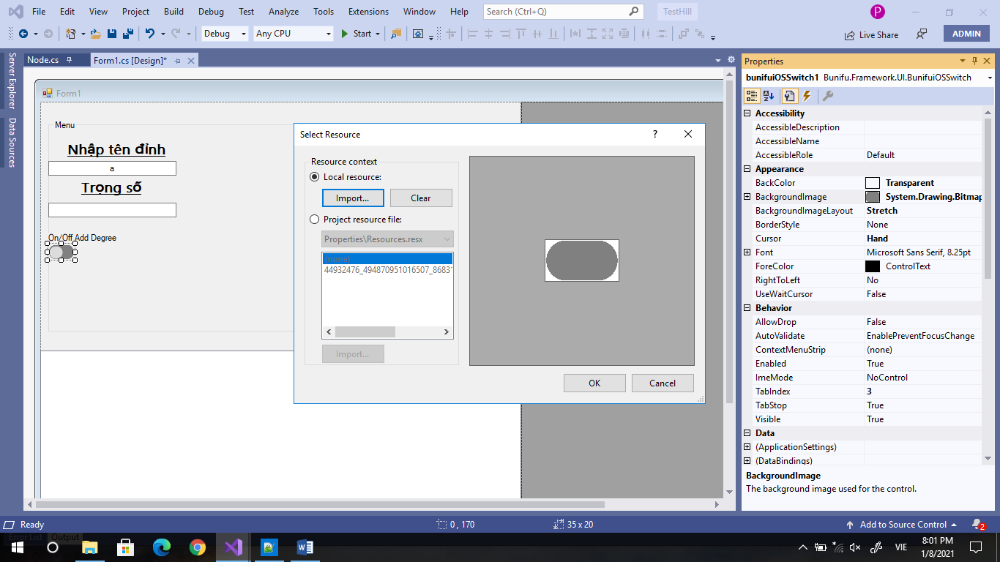 File Edit View Project Build Debug Test Analyze Tools Extensions Window Help Search (Ctrl+Q) TestHill P
Debug Any CPU Start Live Share ADMIN
Server Explorer
Data Sources
Node.cs Form1.cs [Design]*
Form1
Menu
Nhập tên đỉnh
a
Trọng số
On/Off Add Degree
Select Resource ?
Resource context
Local resource:
Import... Clear
Project resource file:
Properties\Resources.resx
(none)
44932476_494870951016507_8683
Import...
OK Cancel
Properties
bunifuiOSSwitch1 Bunifu.Framework.UI.BunifuiOSSwitch
Accessibility
AccessibleDescription
AccessibleName
AccessibleRole Default
Appearance
BackColor Transparent
BackgroundImage System.Drawing.Bitmap
BackgroundImageLayout Stretch
BorderStyle None
Cursor Hand
Font Microsoft Sans Serif, 8.25pt
ForeColor ControlText
RightToLeft No
UseWaitCursor False
Behavior
AllowDrop False
AutoValidate EnablePreventFocusChange
ContextMenuStrip (none)
Enabled True
ImeMode NoControl
TabIndex 3
TabStop True
Visible True
Data
(ApplicationSettings)
(DataBindings)
BackgroundImage
The background image used for the control.
Ready 0 , 170 35 x 20 Add to Source Control 2
Error List Output
VIE 8:01 PM
1/8/2021